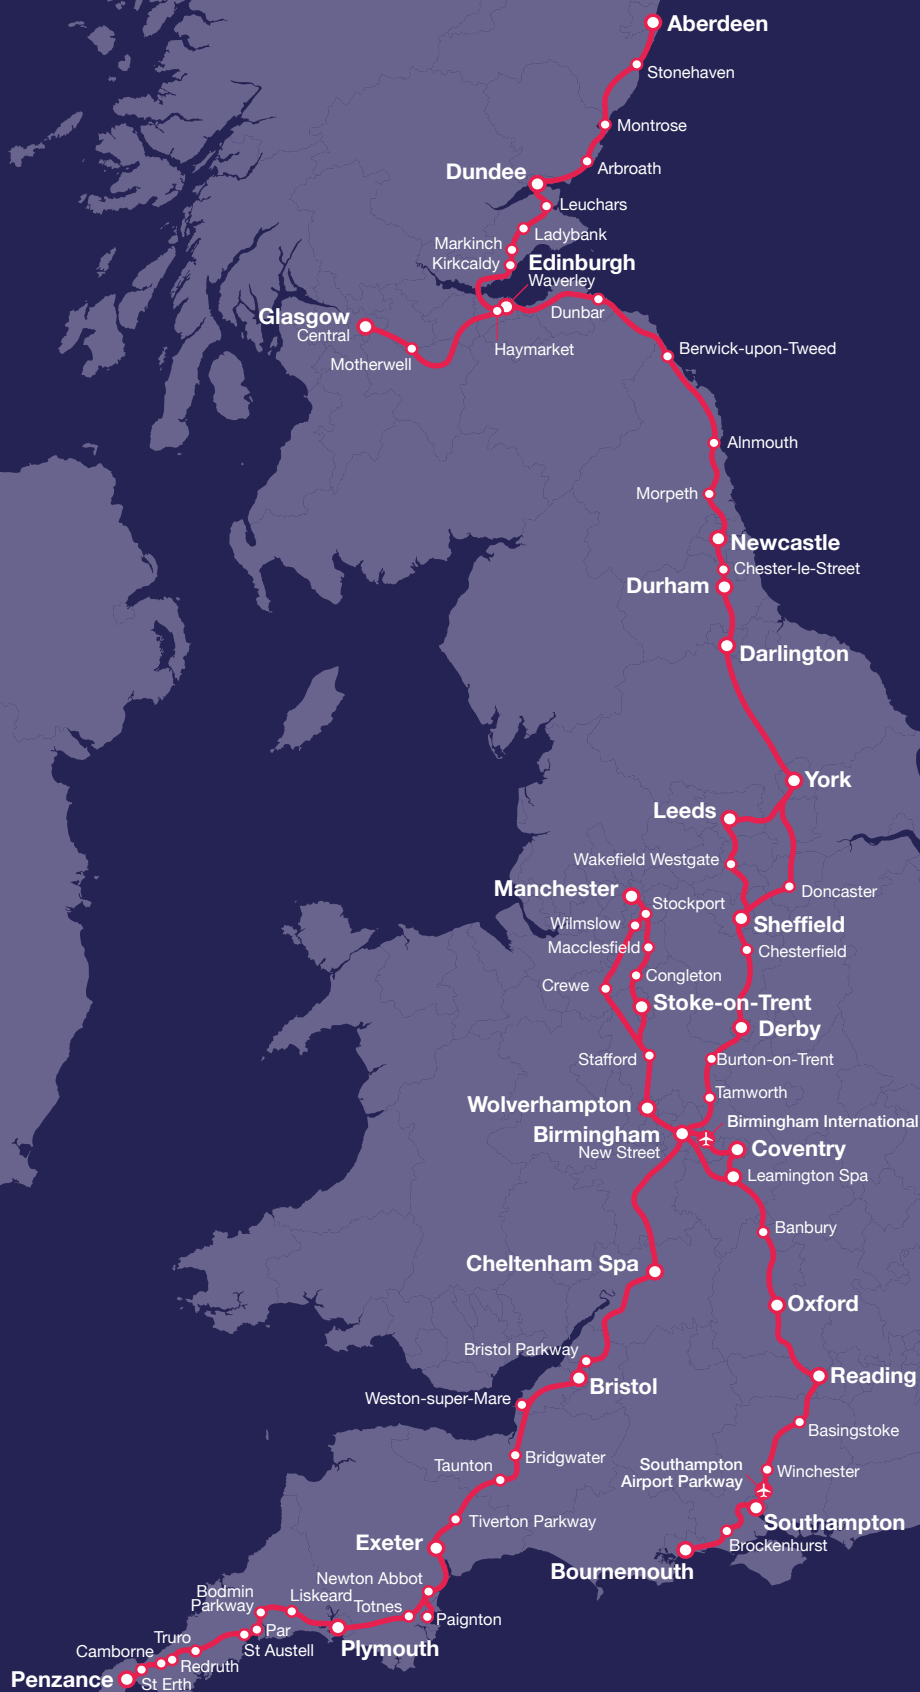 Aberdeen
Stonehaven
Montrose
Arbroath
Dundee
Leuchars
Ladybank
Markinch
Kirkcaldy
Edinburgh
Waverley
Dunbar
Glasgow
Central
Motherwell
Haymarket
Berwick-upon-Tweed
Alnmouth
Morpeth
Newcastle
Chester-le-Street
Durham
Darlington
York
Leeds
Wakefield Westgate
Doncaster
Manchester
Stockport
Wilmslow
Sheffield
Macclesfield
Chesterfield
Congleton
Crewe
Stoke-on-Trent
Derby
Stafford
Burton-on-Trent
Tamworth
Wolverhampton
Birmingham International
Birmingham
New Street
Coventry
Leamington Spa
Banbury
Cheltenham Spa
Oxford
Bristol Parkway
Reading
Bristol
Weston-super-Mare
Basingstoke
Bridgwater
Taunton
Southampton
Airport Parkway
Winchester
Tiverton Parkway
Southampton
Exeter
Brockenhurst
Bournemouth
Newton Abbot
Bodmin
Parkway
Liskeard
Totnes
Paignton
Par
Truro
St Austell
Plymouth
Camborne
Redruth
Penzance
St Erth